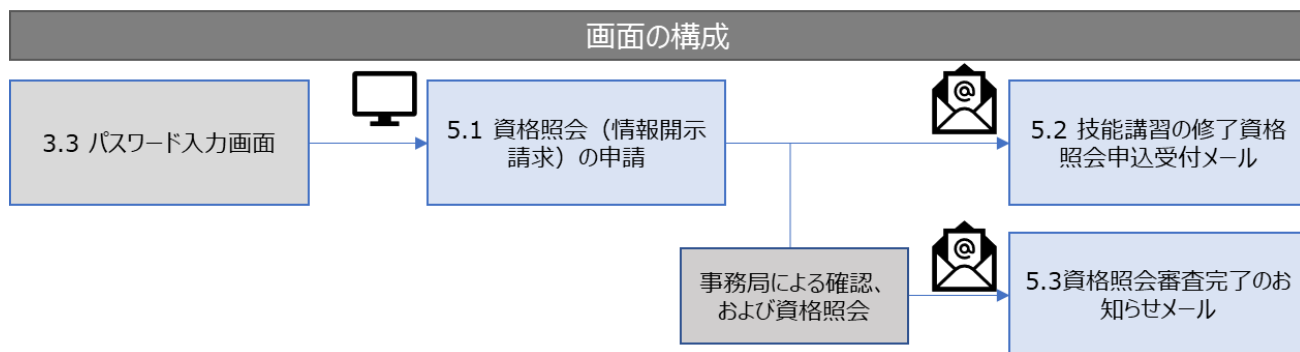 画面の構成
3.3 パスワード入力画面
5.1 資格照会（情報開示
請求）の申請
@
5.2 技能講習の修了資格
照会申込受付メール
事務局による確認、
および資格照会
@
5.3資格照会審査完了のお
知らせメール